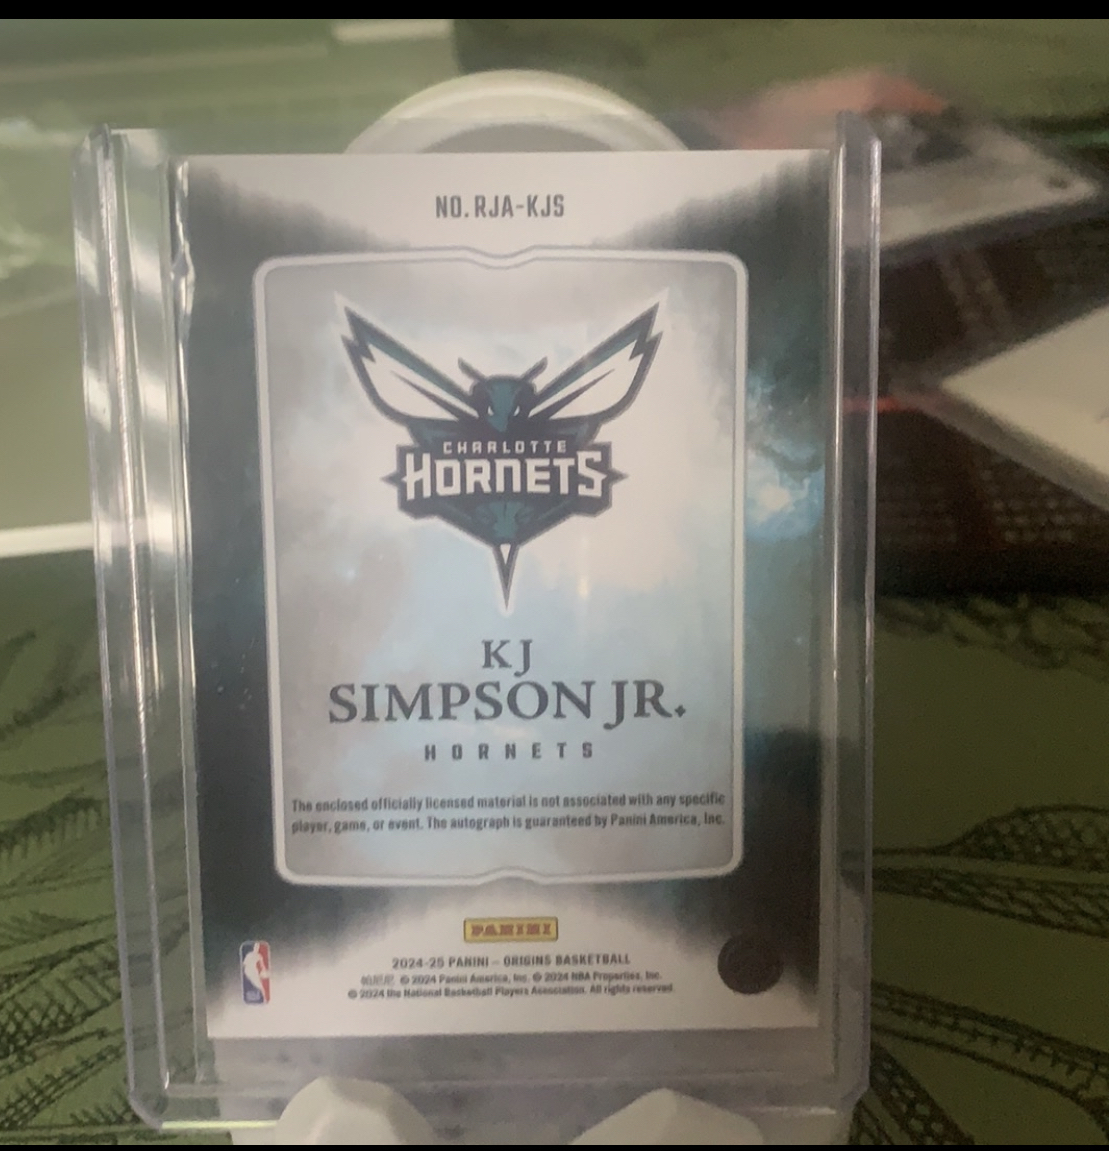 NO. RJA-KJS
CHARLOTTE
HORNETS
KJ
SIMPSON JR.
HORNETS
The enclosed officially licensed material is not associated with any specific
player, game, or event. The autograph is guaranteed by Panini America, Inc.
PANINI
2024-25 PANINI – ORIGINS BASKETBALL
© 2024 Panini America, Inc. © 2024 NBA Properties, Inc.
© 2024 the National Basketball Players Association. All rights reserved.